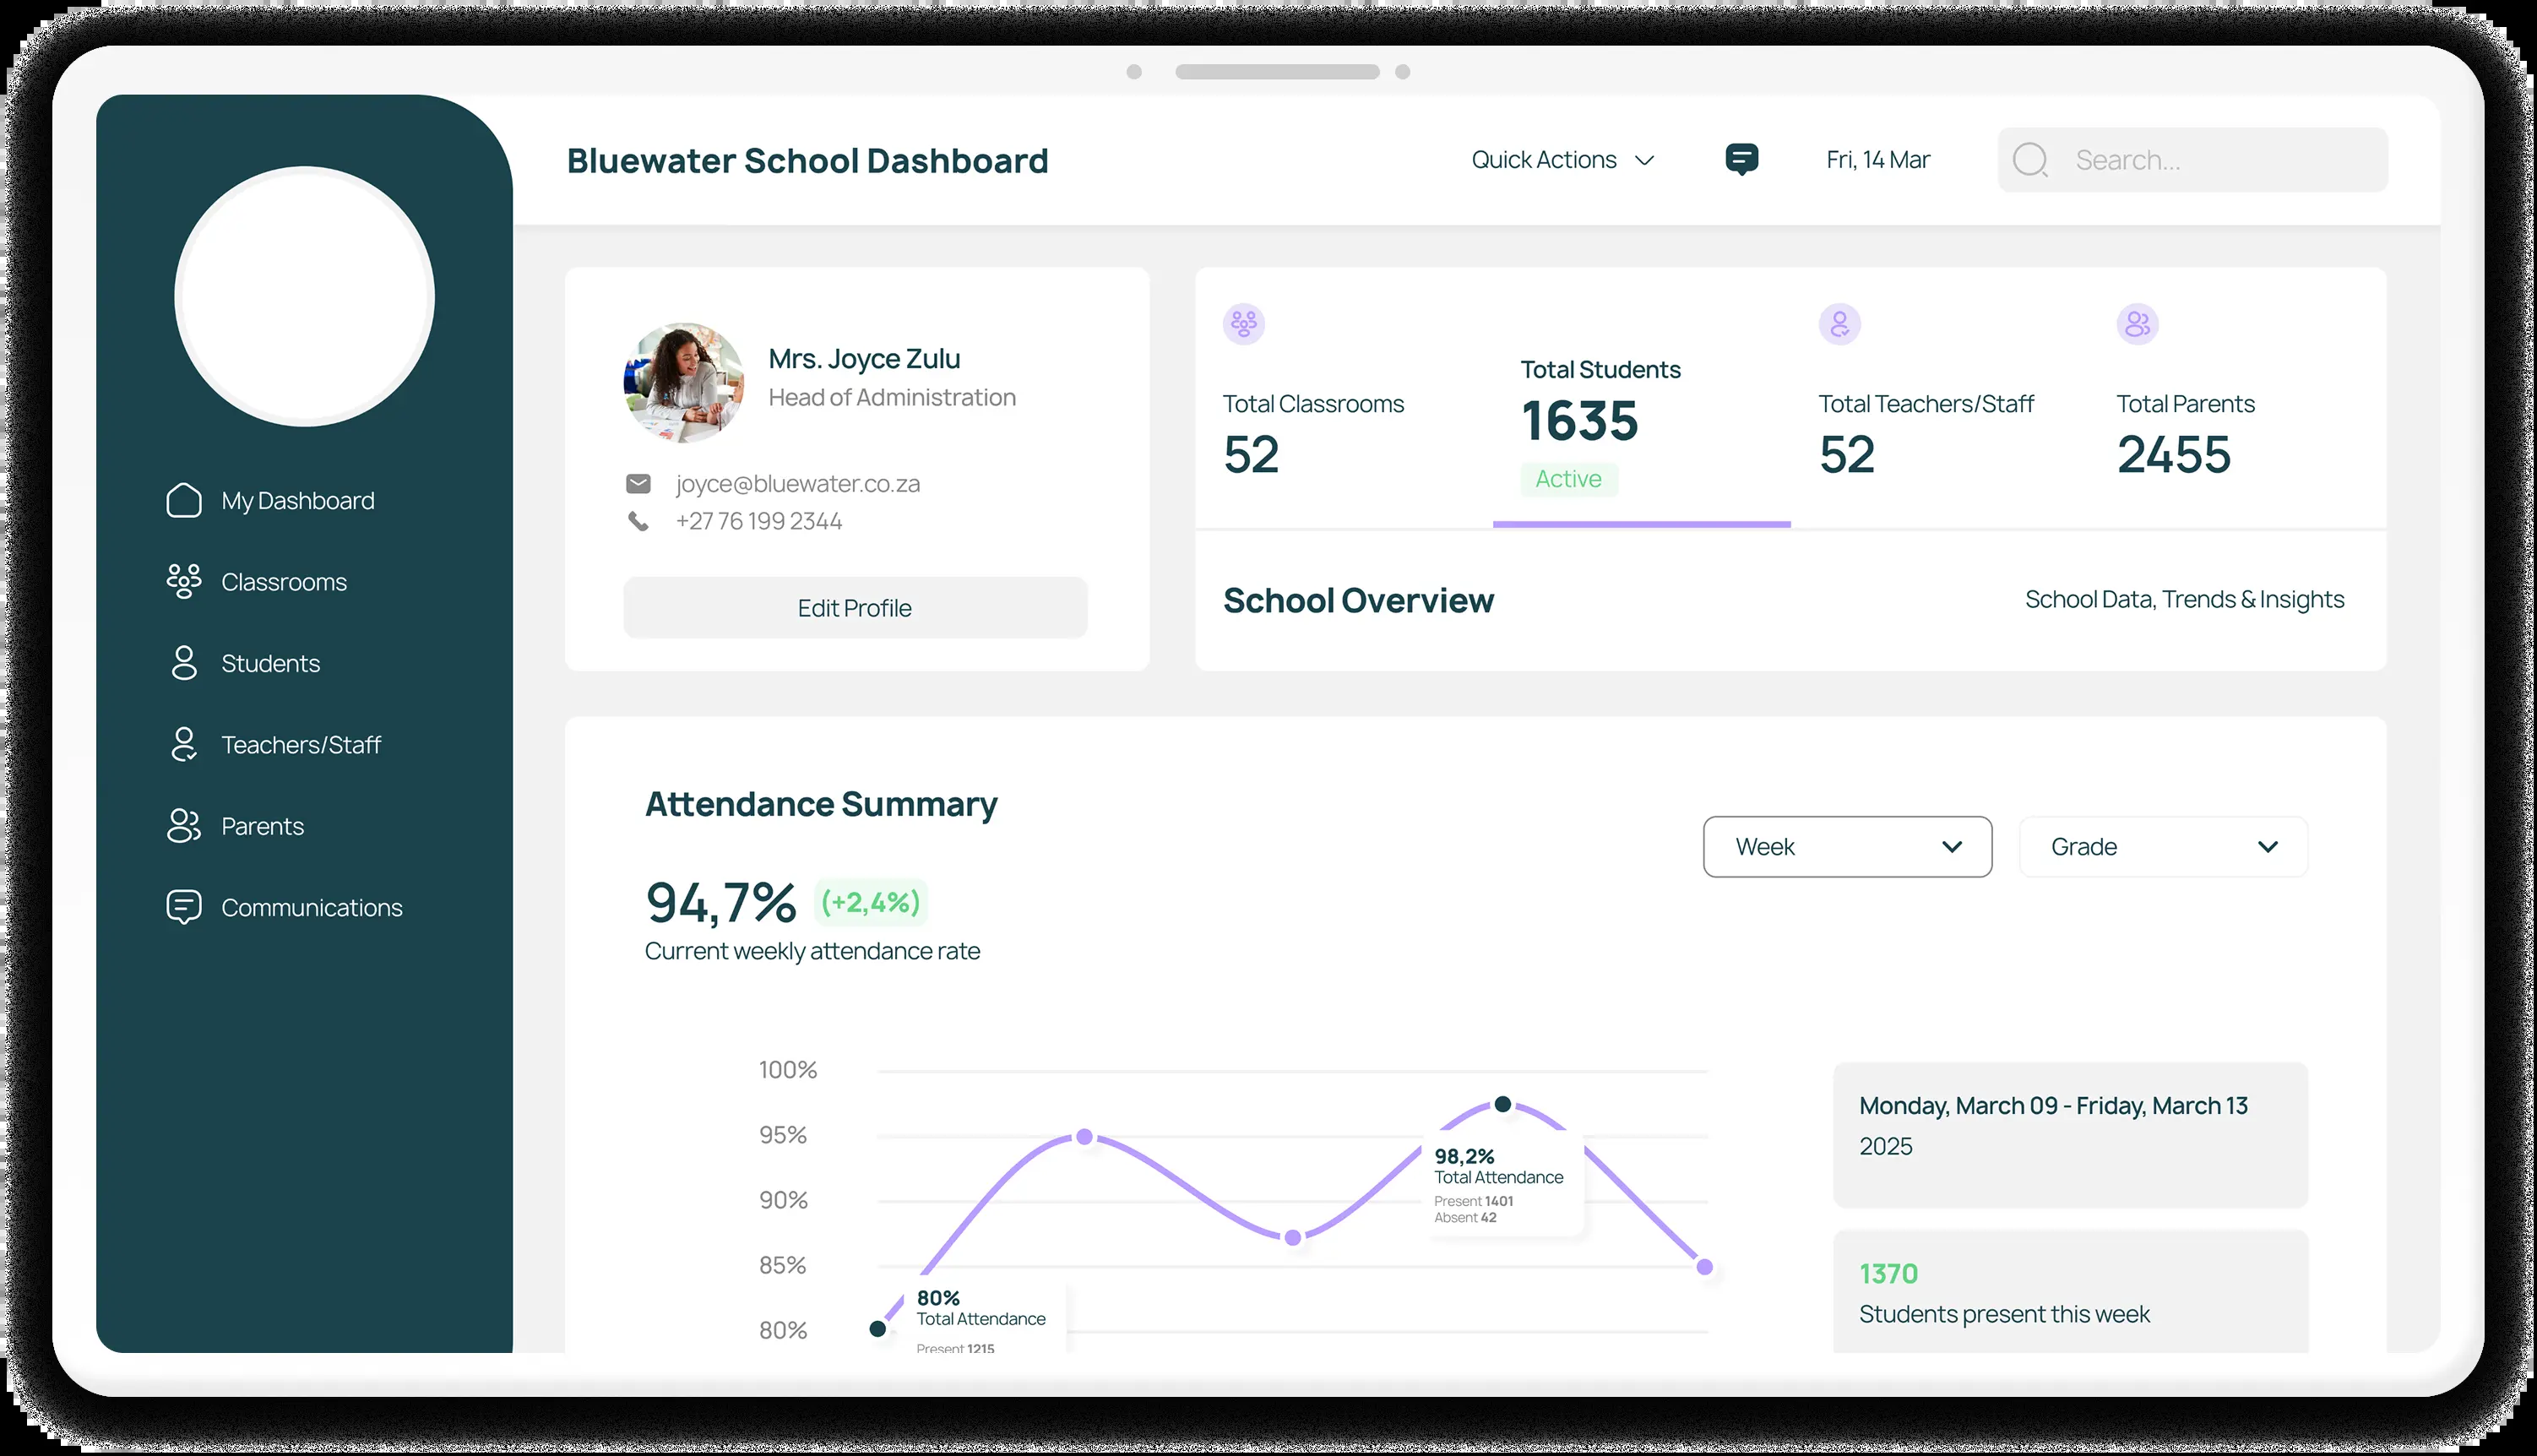 Bluewater School Dashboard
Quick Actions
Fri, 14 Mar
Search...
My Dashboard
Classrooms
Students
Teachers/Staff
Parents
Communications
Mrs. Joyce Zulu
Head of Administration
joyce@bluewater.co.za
+27 76 199 2344
Edit Profile
Total Classrooms
52
Total Students
1635
Active
Total Teachers/Staff
52
Total Parents
2455
School Overview
School Data, Trends & Insights
Attendance Summary
94,7% (+2,4%)
Current weekly attendance rate
Week
Grade
100%
95%
90%
85%
80%
98,2%
Total Attendance
Present 1401
Absent 42
80%
Total Attendance
Present 1215
Monday, March 09 - Friday, March 13
2025
1370
Students present this week